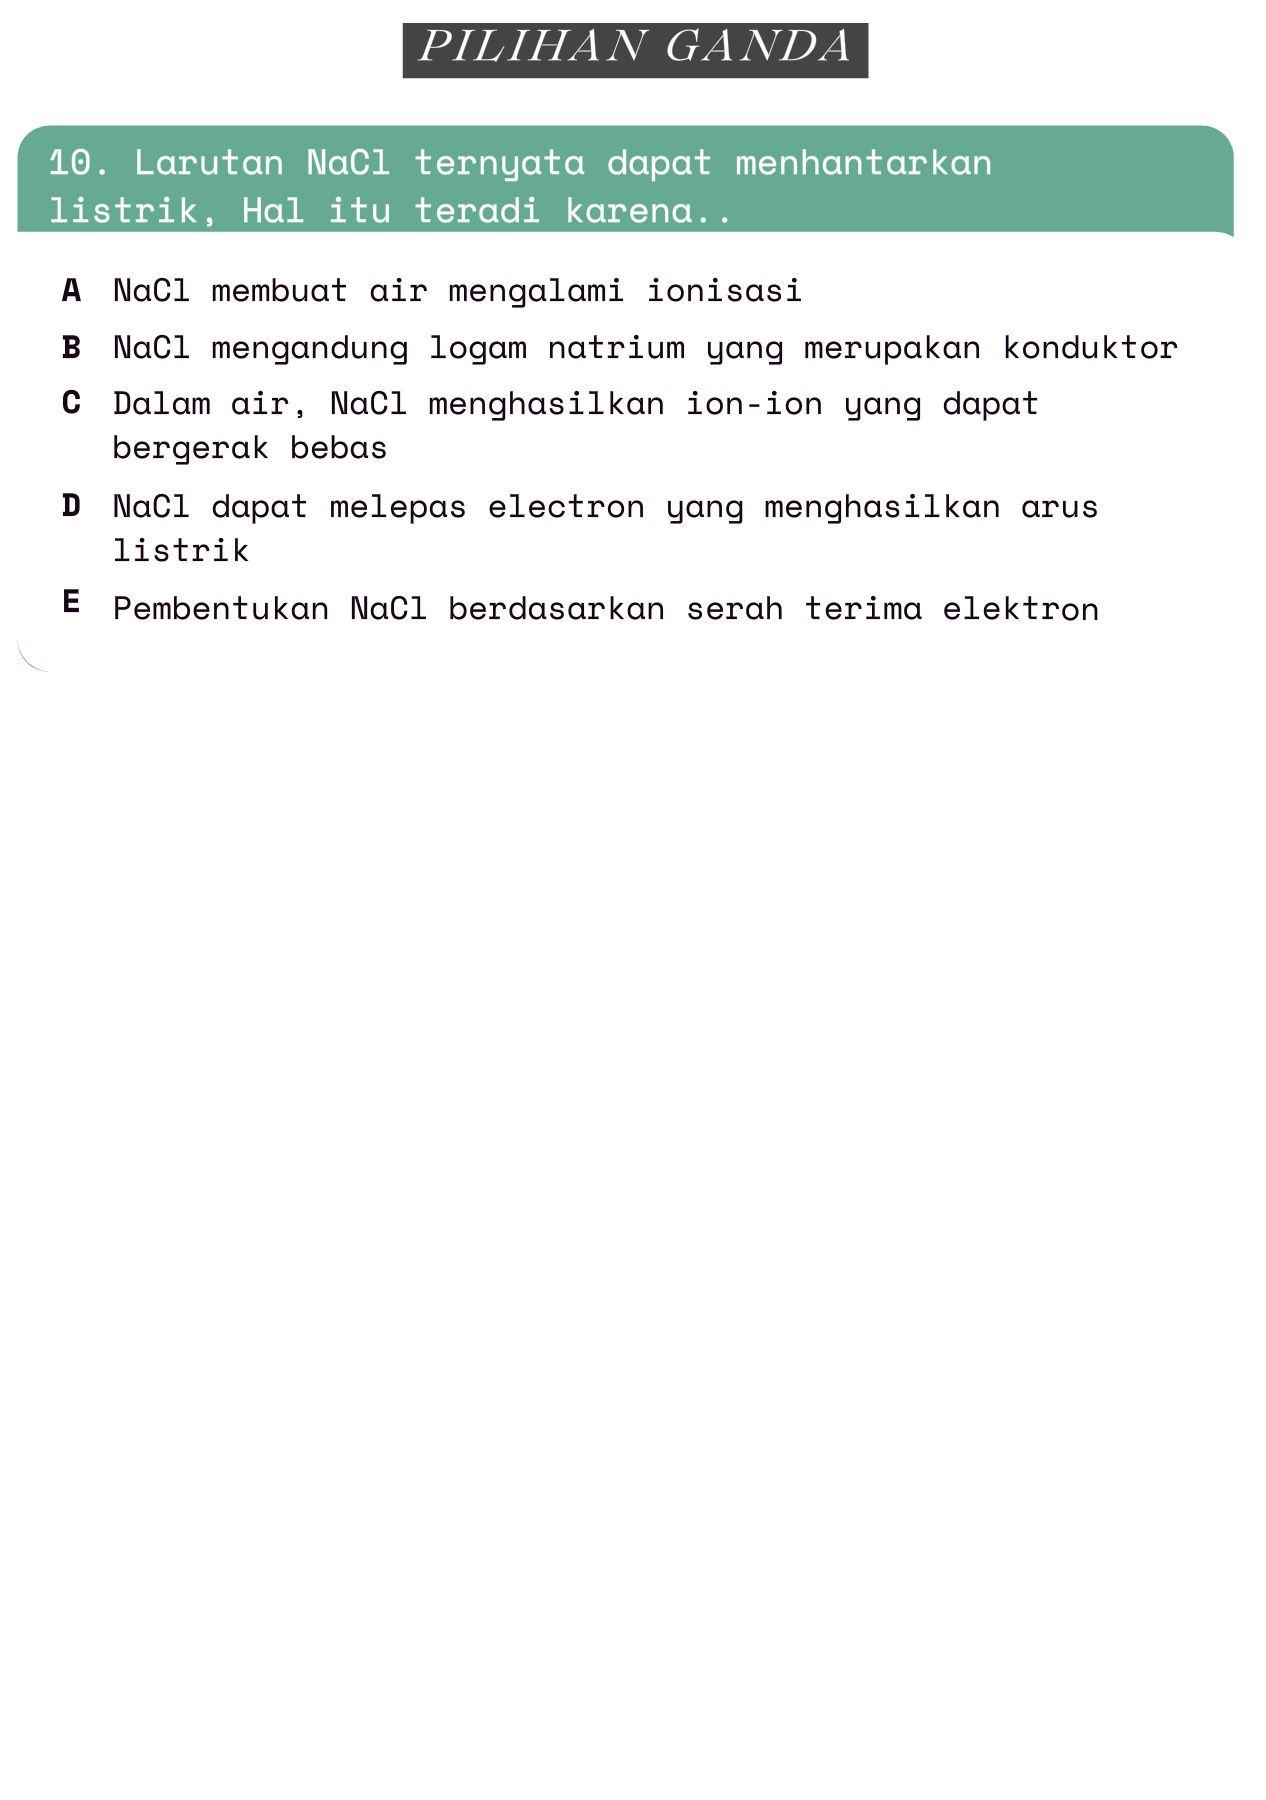 PILIHAN GANDA
10. Larutan NaCl ternyata dapat menhantarkan
listrik, Hal itu teradi karena..
A NaCl membuat air mengalami ionisasi
B NaCl mengandung logam natrium yang merupakan konduktor
C Dalam air, NaCl menghasilkan ion-ion yang dapat
bergerak bebas
D NaCl dapat melepas electron yang menghasilkan arus
listrik
E Pembentukan NaCl berdasarkan serah terima elektron